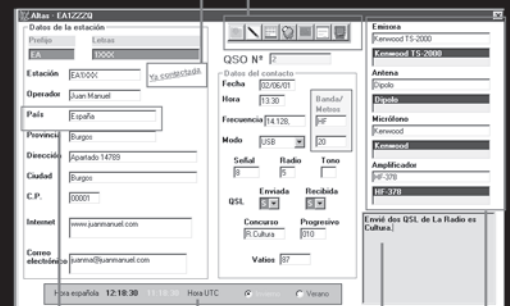 Altas - EA1ZZZQ
Datos de la estación
Prefijo Letras
EA 1XXX
Estación EA1XXX Ya contactada
Operador Juan Manuel
País España
Provincia Burgos
Dirección Apartado 14789
Ciudad Burgos
C.P. 00001
Internet www.juanmanuel.com
Correo electrónico juanma@juanmanuel.com
QSO Nº 2
Datos del contacto
Fecha 02/06/01
Hora 13:30 Banda/
Metros
Frecuencia 14.128, HF
Modo USB 20
Señal Radio Tono
8 5
Enviada Recibida
QSL S S
Concurso Progresivo
R.Cultura 010
Vatios 87
Emisora
Kenwood TS-2000
Kenwood TS-2000
Antena
Dipolo
Dipolo
Micrófono
Kenwood
Kenwood
Amplificador
HF-378
HF-378
Envié dos QSL de La Radio es
Cultura.
Hora española 12:18:30 11:18:30 Hora UTC Invierno Verano